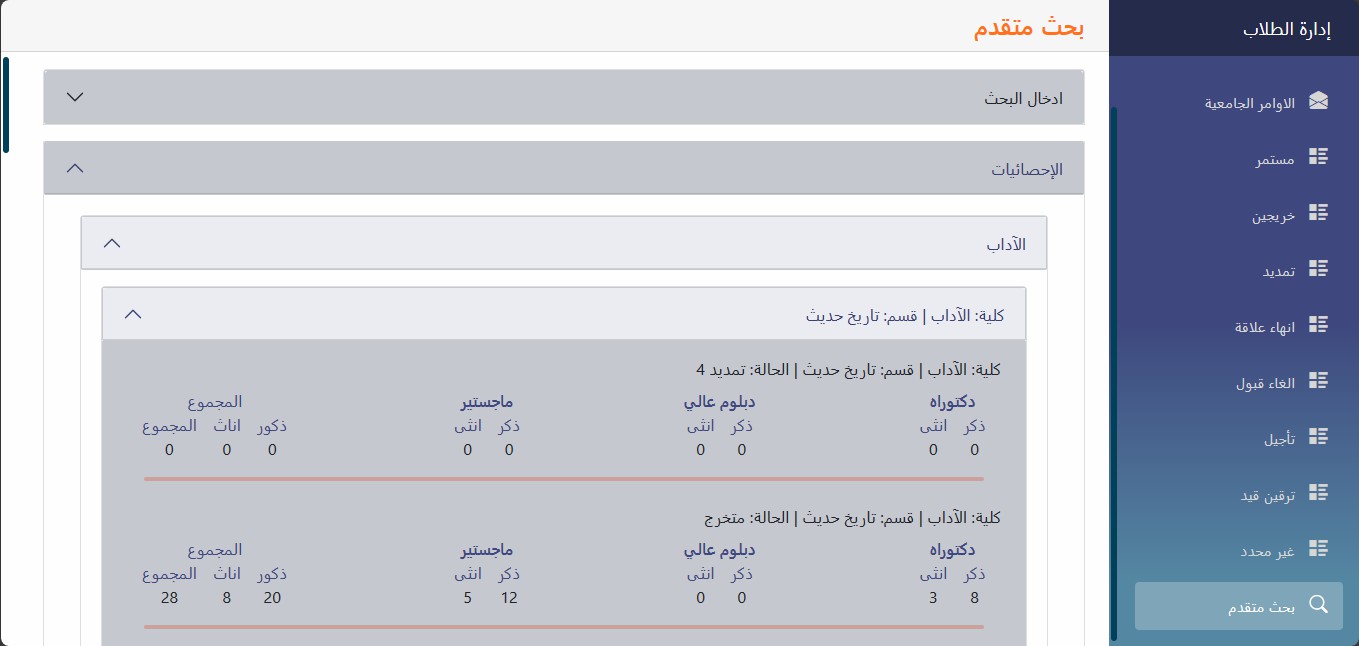 إدارة الطلاب
الاوامر الجامعية
مستمر
خريجين
تمديد
انهاء علاقة
الغاء قبول
تأجيل
ترقين قيد
غير محدد
بحث متقدم
بحث متقدم
ادخال البحث
الإحصائيات
الآداب
كلية: الآداب | قسم: تاريخ حديث
كلية: الآداب | قسم: تاريخ حديث | الحالة: تمديد 4
دكتوراه دبلوم عالي ماجستير المجموع
ذكر انثى ذكر انثى ذكر انثى ذكور اناث المجموع
0 0 0 0 0 0 0 0 0
كلية: الآداب | قسم: تاريخ حديث | الحالة: متخرج
دكتوراه دبلوم عالي ماجستير المجموع
ذكر انثى ذكر انثى ذكر انثى ذكور اناث المجموع
8 3 0 0 12 5 20 8 28